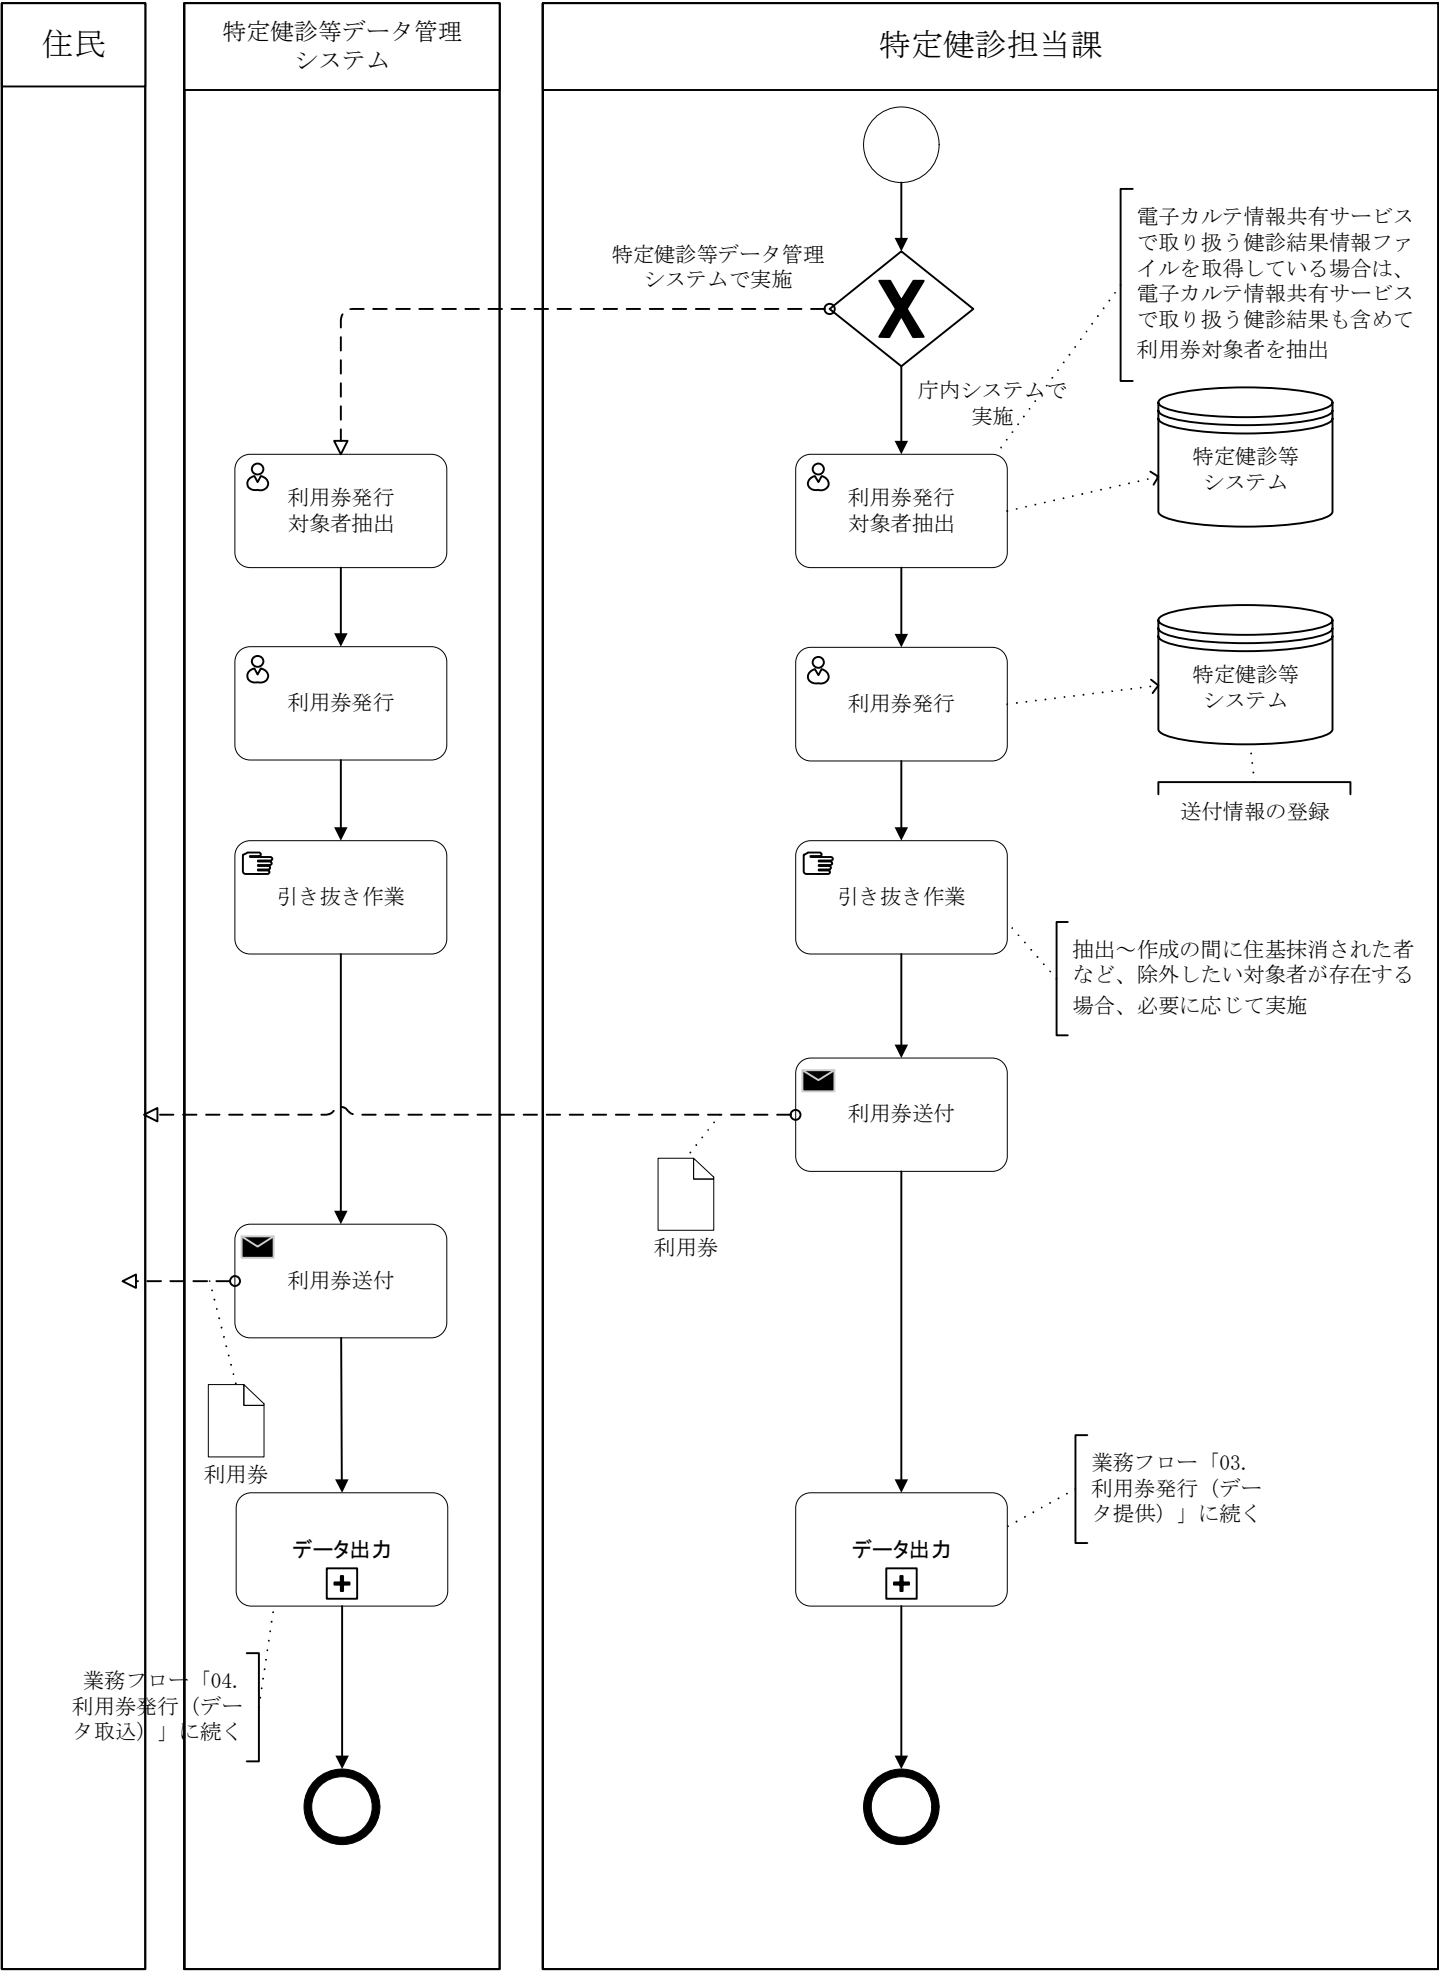 住民
特定健診等データ管理
システム
特定健診担当課
電子カルテ情報共有サービス
で取り扱う健診結果情報ファ
イルを取得している場合は、
電子カルテ情報共有サービス
で取り扱う健診結果も含めて
利用券対象者を抽出
特定健診等データ管理
システムで実施
庁内システムで
実施
利用券発行
対象者抽出
利用券発行
対象者抽出
特定健診等
システム
利用券発行
利用券発行
特定健診等
システム
送付情報の登録
引き抜き作業
引き抜き作業
抽出～作成の間に住基抹消された者
など、除外したい対象者が存在する
場合、必要に応じて実施
利用券送付
利用券
利用券送付
利用券
データ出力
データ出力
業務フロー「03.
利用券発行（デー
タ提供）」に続く
業務フロー「04.
利用券発行（デー
タ取込）」に続く